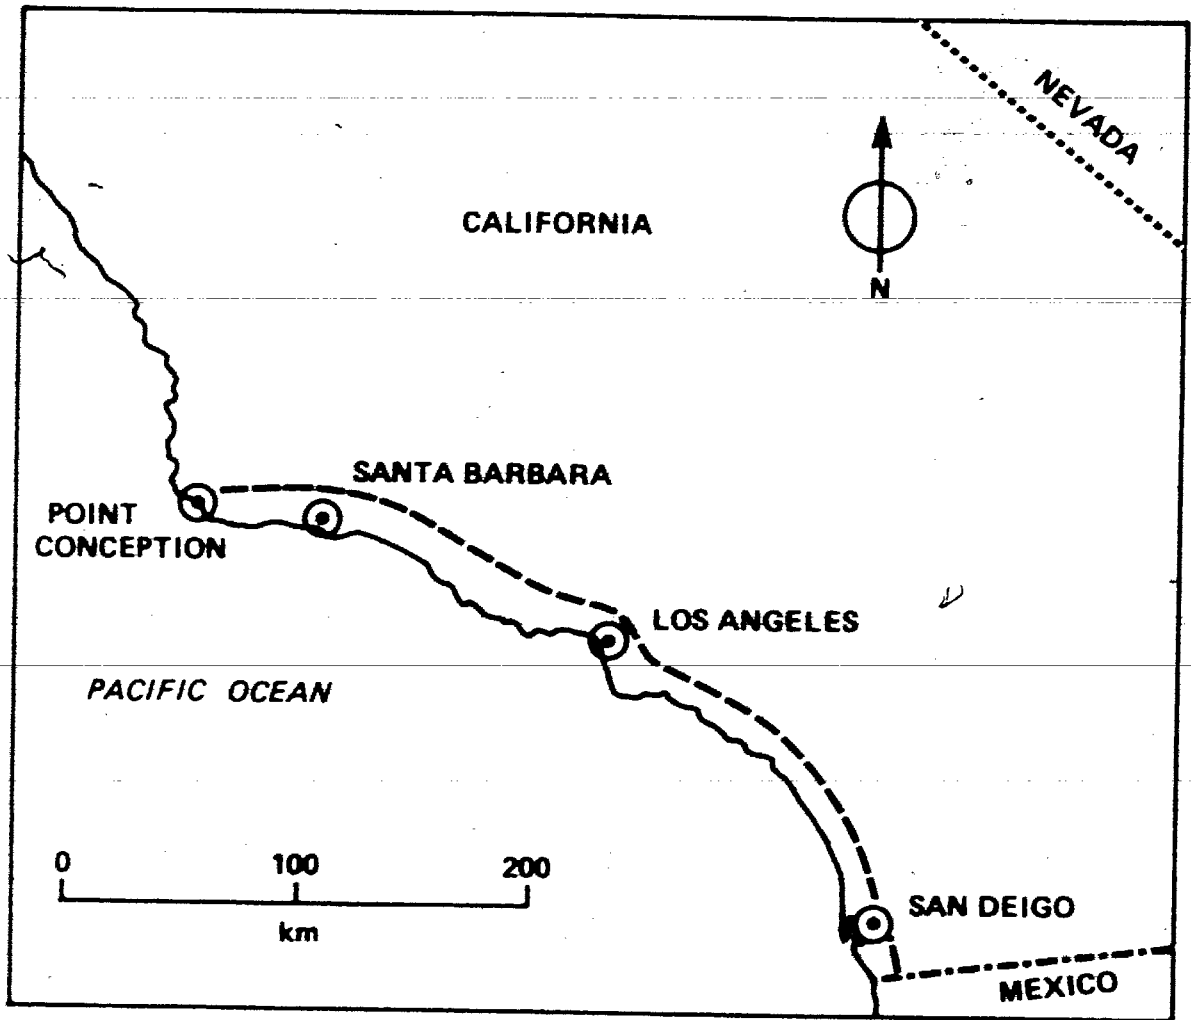 NEVADA
CALIFORNIA
N
SANTA BARBARA
POINT
CONCEPTION
LOS ANGELES
PACIFIC OCEAN
0 100 200
km
SAN DEIGO
MEXICO